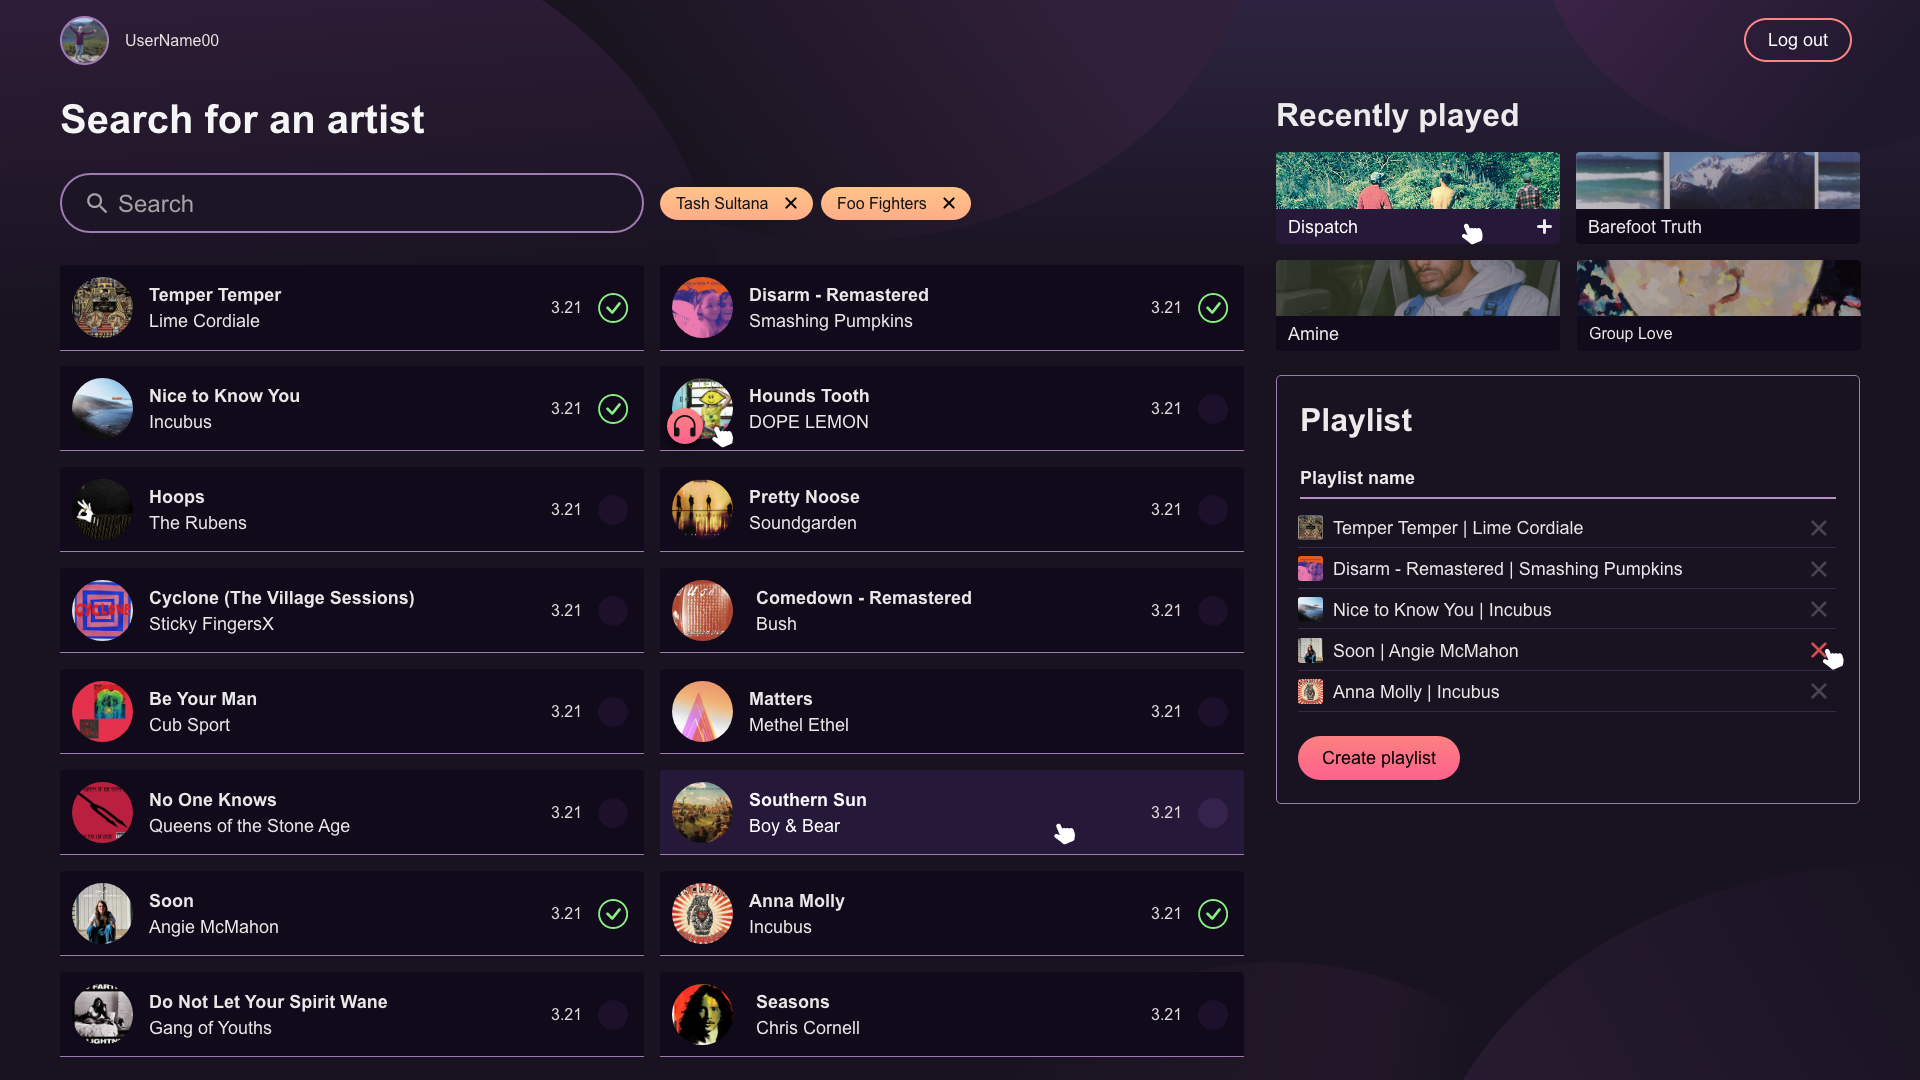 UserName00
Log out
Search for an artist
Search
Tash Sultana
Foo Fighters
Temper Temper
Lime Cordiale
3.21
Disarm - Remastered
Smashing Pumpkins
3.21
Nice to Know You
Incubus
3.21
Hounds Tooth
DOPE LEMON
3.21
Hoops
The Rubens
3.21
Pretty Noose
Soundgarden
3.21
CYCLONE
Cyclone (The Village Sessions)
Sticky FingersX
3.21
Comedown - Remastered
Bush
3.21
Be Your Man
Cub Sport
3.21
Matters
Methel Ethel
3.21
No One Knows
Queens of the Stone Age
3.21
Southern Sun
Boy & Bear
3.21
Soon
Angie McMahon
3.21
Anna Molly
Incubus
3.21
Do Not Let Your Spirit Wane
Gang of Youths
3.21
Seasons
Chris Cornell
3.21
Recently played
Dispatch
Barefoot Truth
Amine
Group Love
Playlist
Playlist name
Temper Temper | Lime Cordiale
Disarm - Remastered | Smashing Pumpkins
Nice to Know You | Incubus
Soon | Angie McMahon
Anna Molly | Incubus
Create playlist